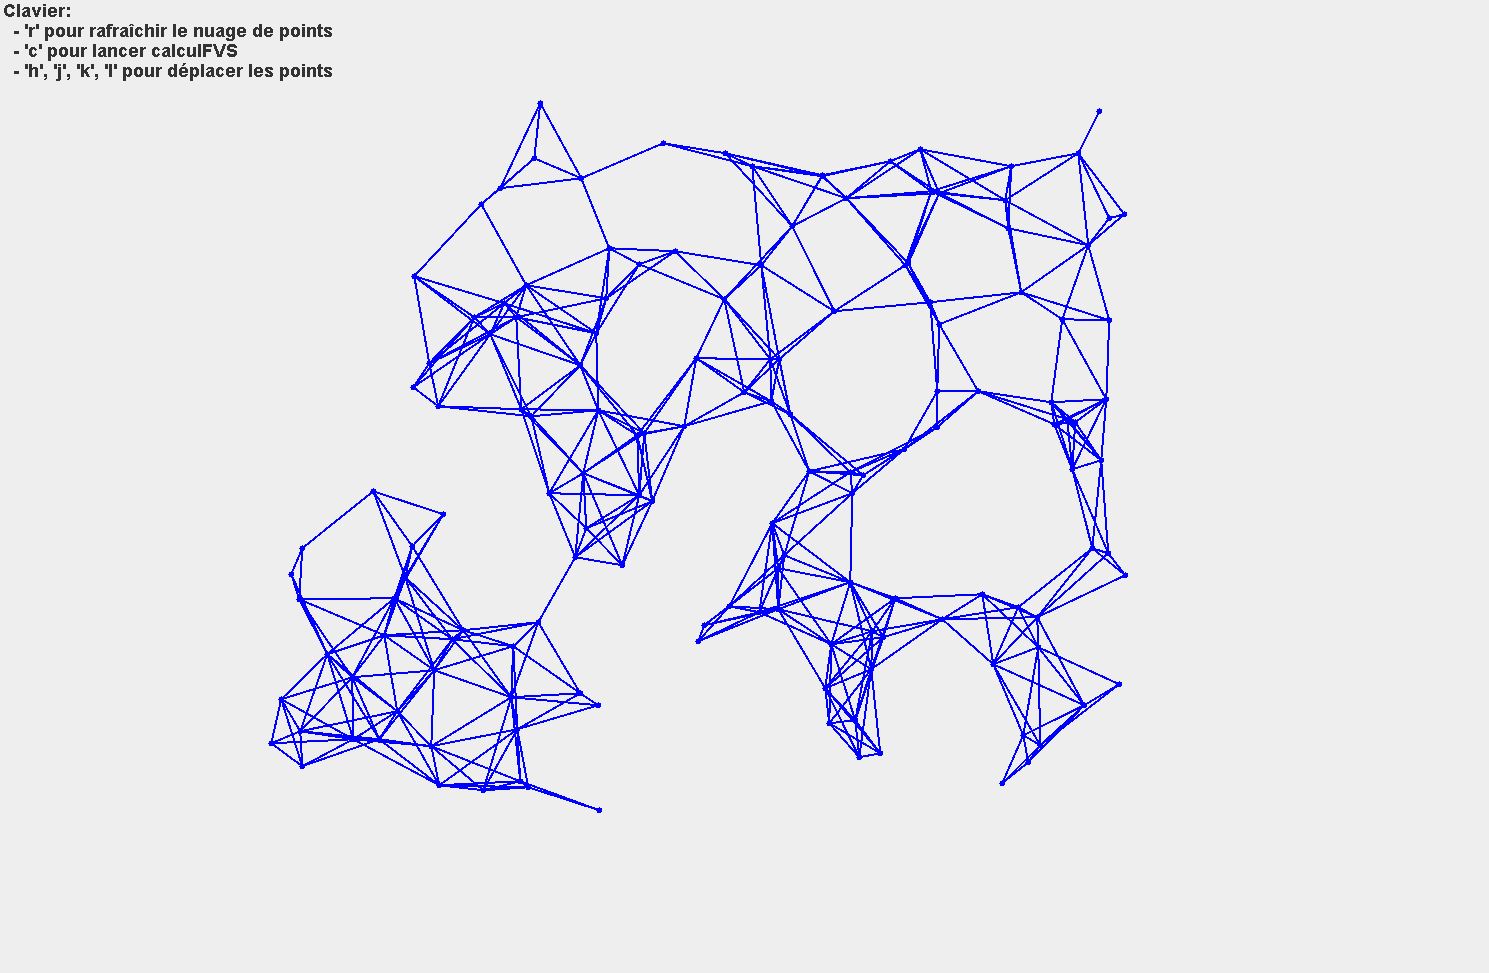 Clavier:
- 'r' pour rafraîchir le nuage de points
- 'c' pour lancer calculFVS
- 'h', 'j', 'k', 'l' pour déplacer les points